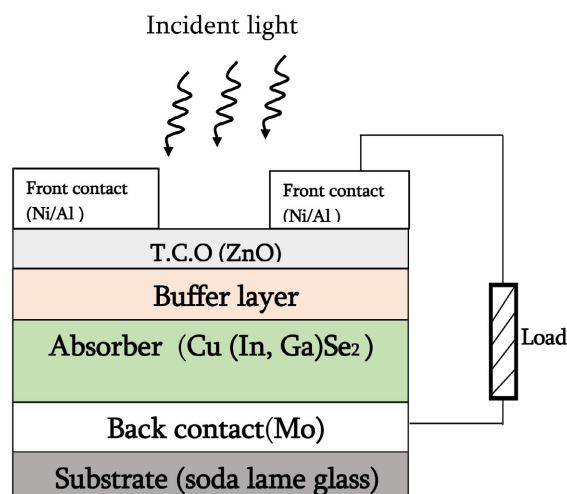 Incident light
Front contact
(Ni/Al )
Front contact
(Ni/Al )
T.C.O (ZnO)
Buffer layer
Absorber (Cu (In, Ga)Se₂ )
Load
Back contact(Mo)
Substrate (soda lame glass)